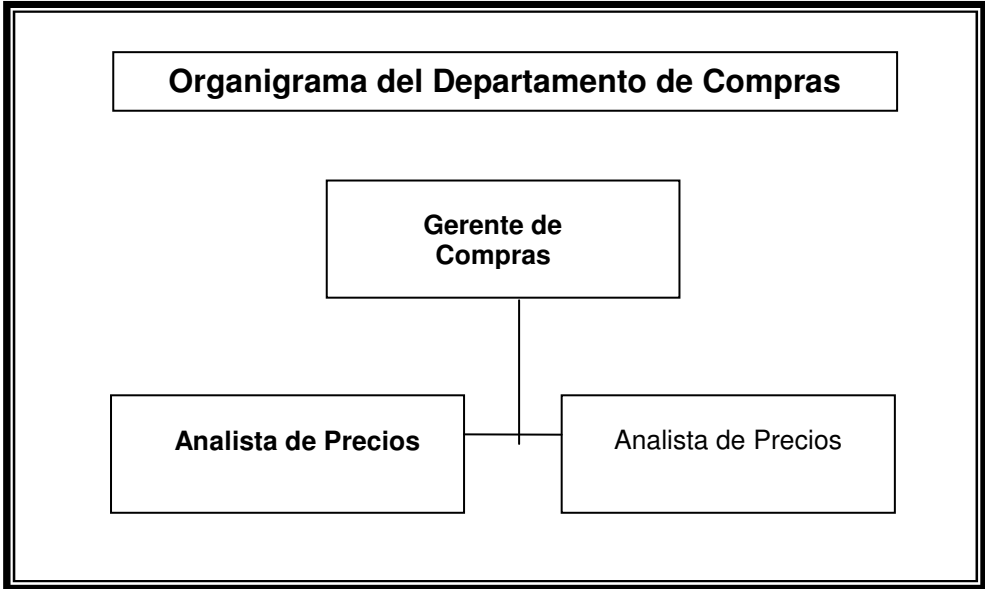 Organigrama del Departamento de Compras
Gerente de
Compras
Analista de Precios
Analista de Precios